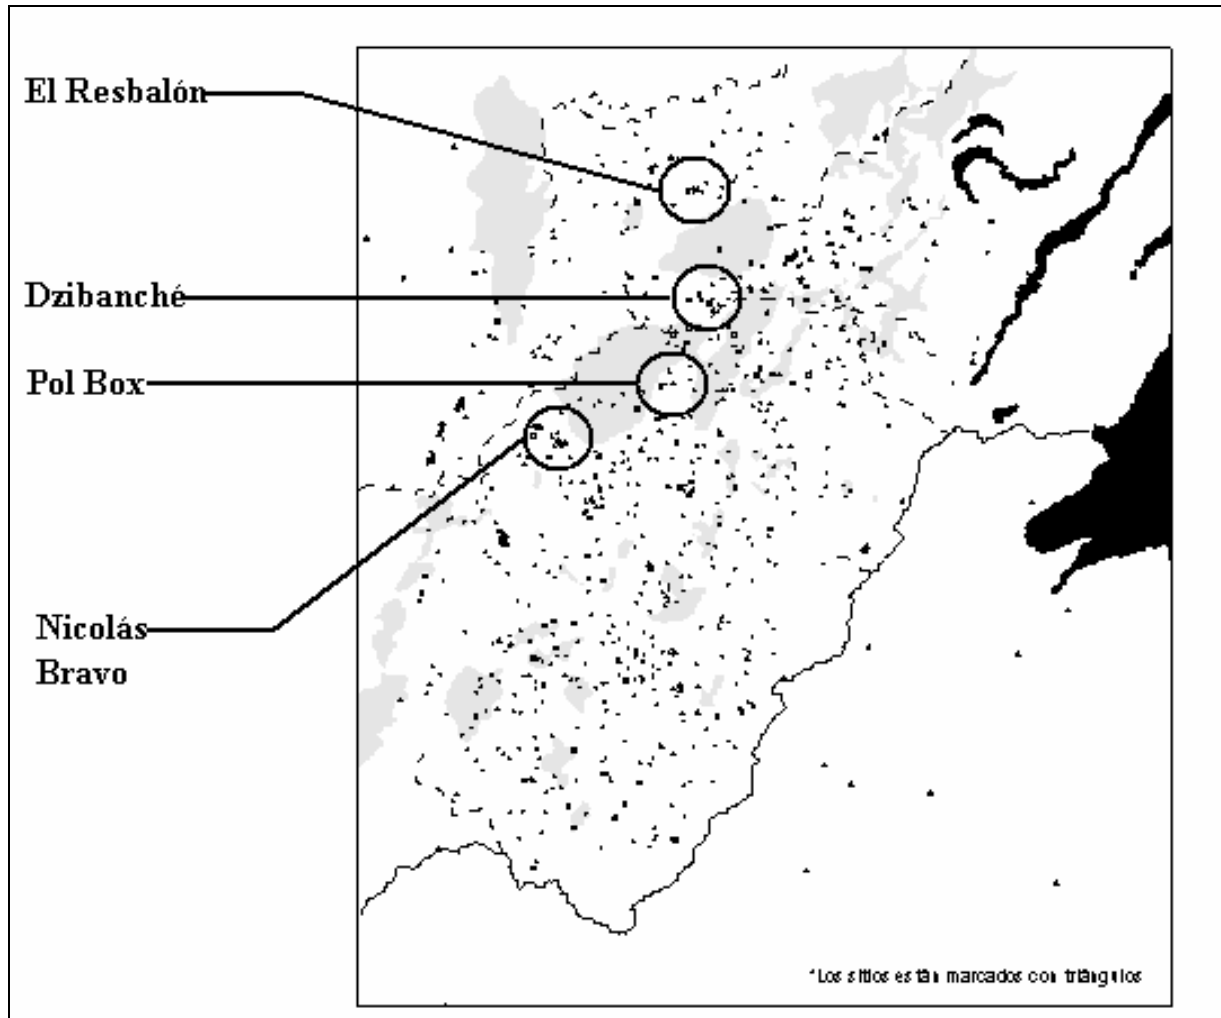 El Resbalón
Dzibanché
Pol Box
Nicolás
Bravo
*Los sitios están marcados con triángulos